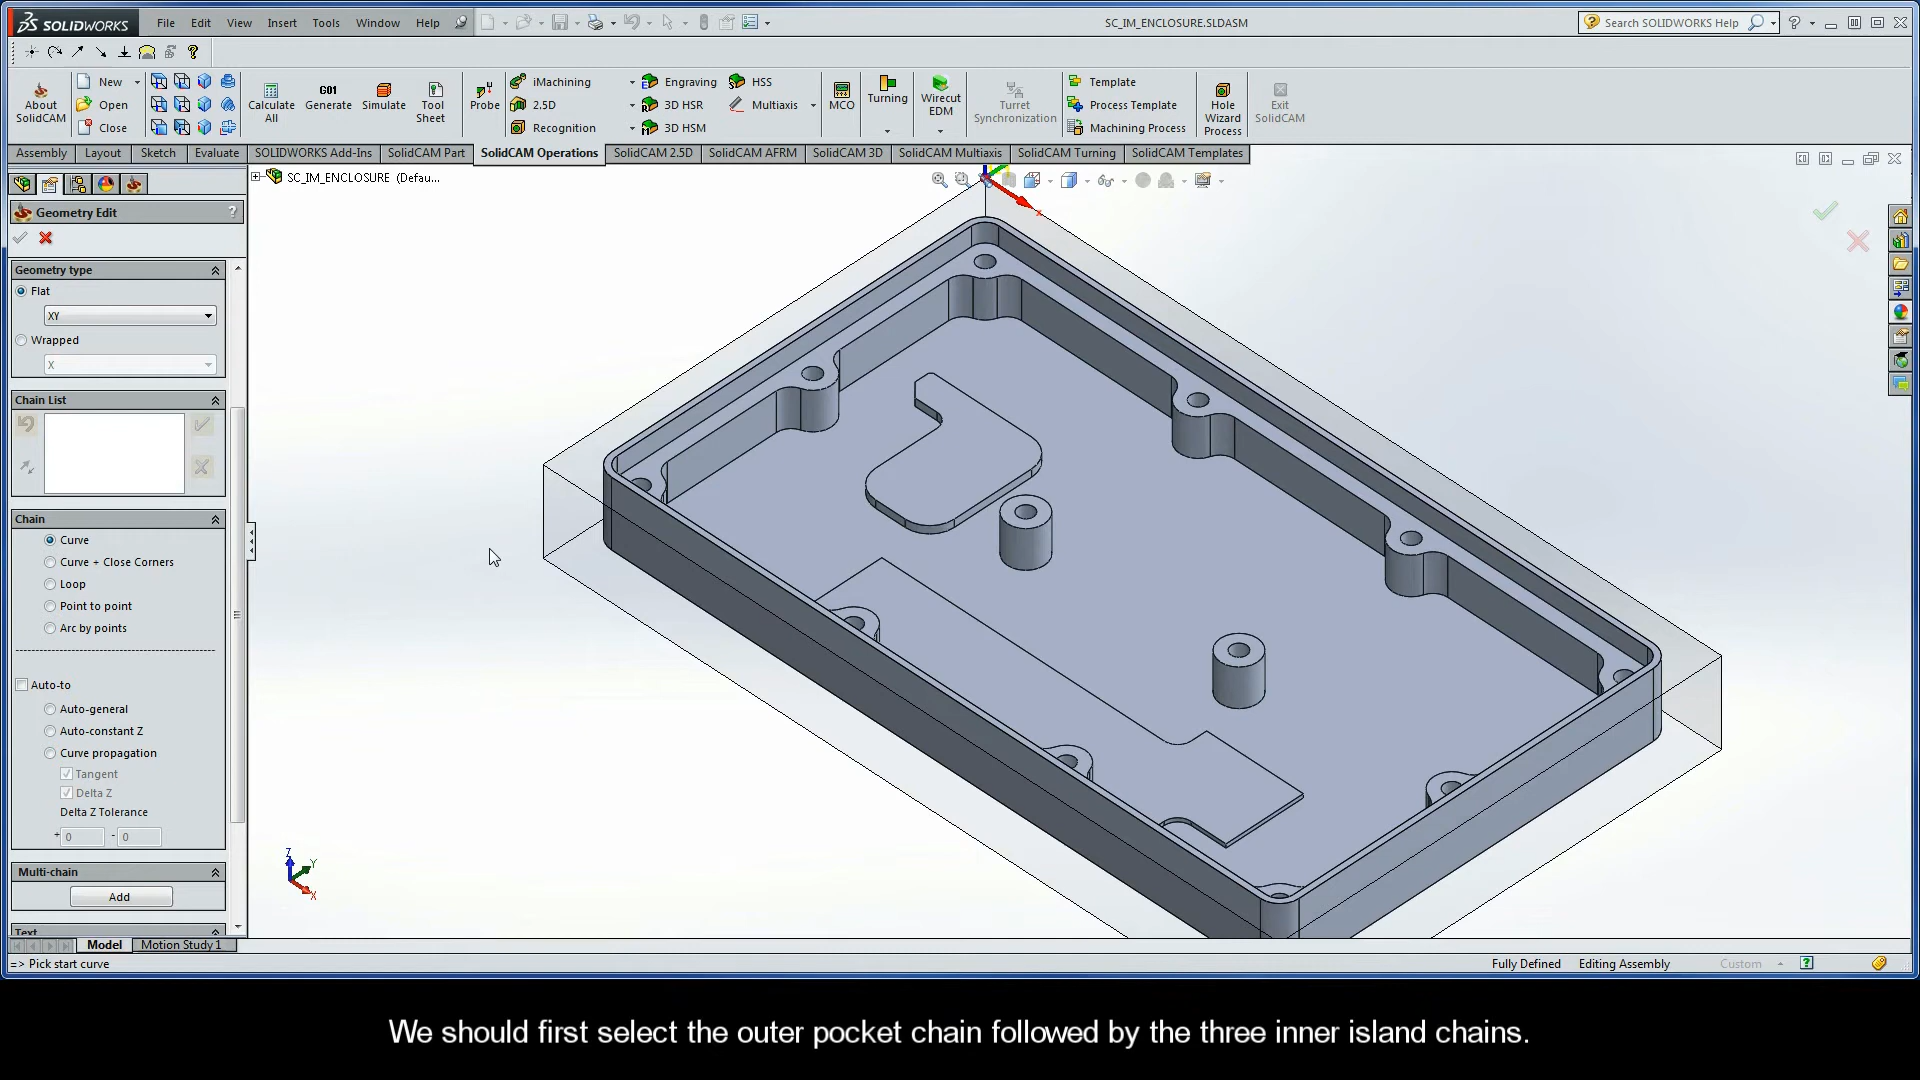 SOLIDWORKS File Edit View Insert Tools Window Help SC_IM_ENCLOSURE.SLDASM Search SOLIDWORKS Help
About SolidCAM
New
Open
Close
Calculate All
G01 Generate
Simulate
Tool Sheet
Probe
iMachining
2.5D
Recognition
Engraving
3D HSR
3D HSM
HSS
Multiaxis
MCO
Turning
Wirecut EDM
Turret Synchronization
Template
Process Template
Machining Process
Hole Wizard Process
Exit SolidCAM
Assembly Layout Sketch Evaluate SOLIDWORKS Add-Ins SolidCAM Part SolidCAM Operations SolidCAM 2.5D SolidCAM AFRM SolidCAM 3D SolidCAM Multiaxis SolidCAM Turning SolidCAM Templates
SC_IM_ENCLOSURE (Defau...
Geometry Edit ?
Geometry type
Flat
XY
Wrapped
X
Chain List
Chain
Curve
Curve + Close Corners
Loop
Point to point
Arc by points
Auto-to
Auto-general
Auto-constant Z
Curve propagation
Tangent
Delta Z
Delta Z Tolerance
+ 0 - 0
Multi-chain
Add
Text
x
Z
Y
X
Model Motion Study 1
=> Pick start curve Fully Defined Editing Assembly Custom
We should first select the outer pocket chain followed by the three inner island chains.